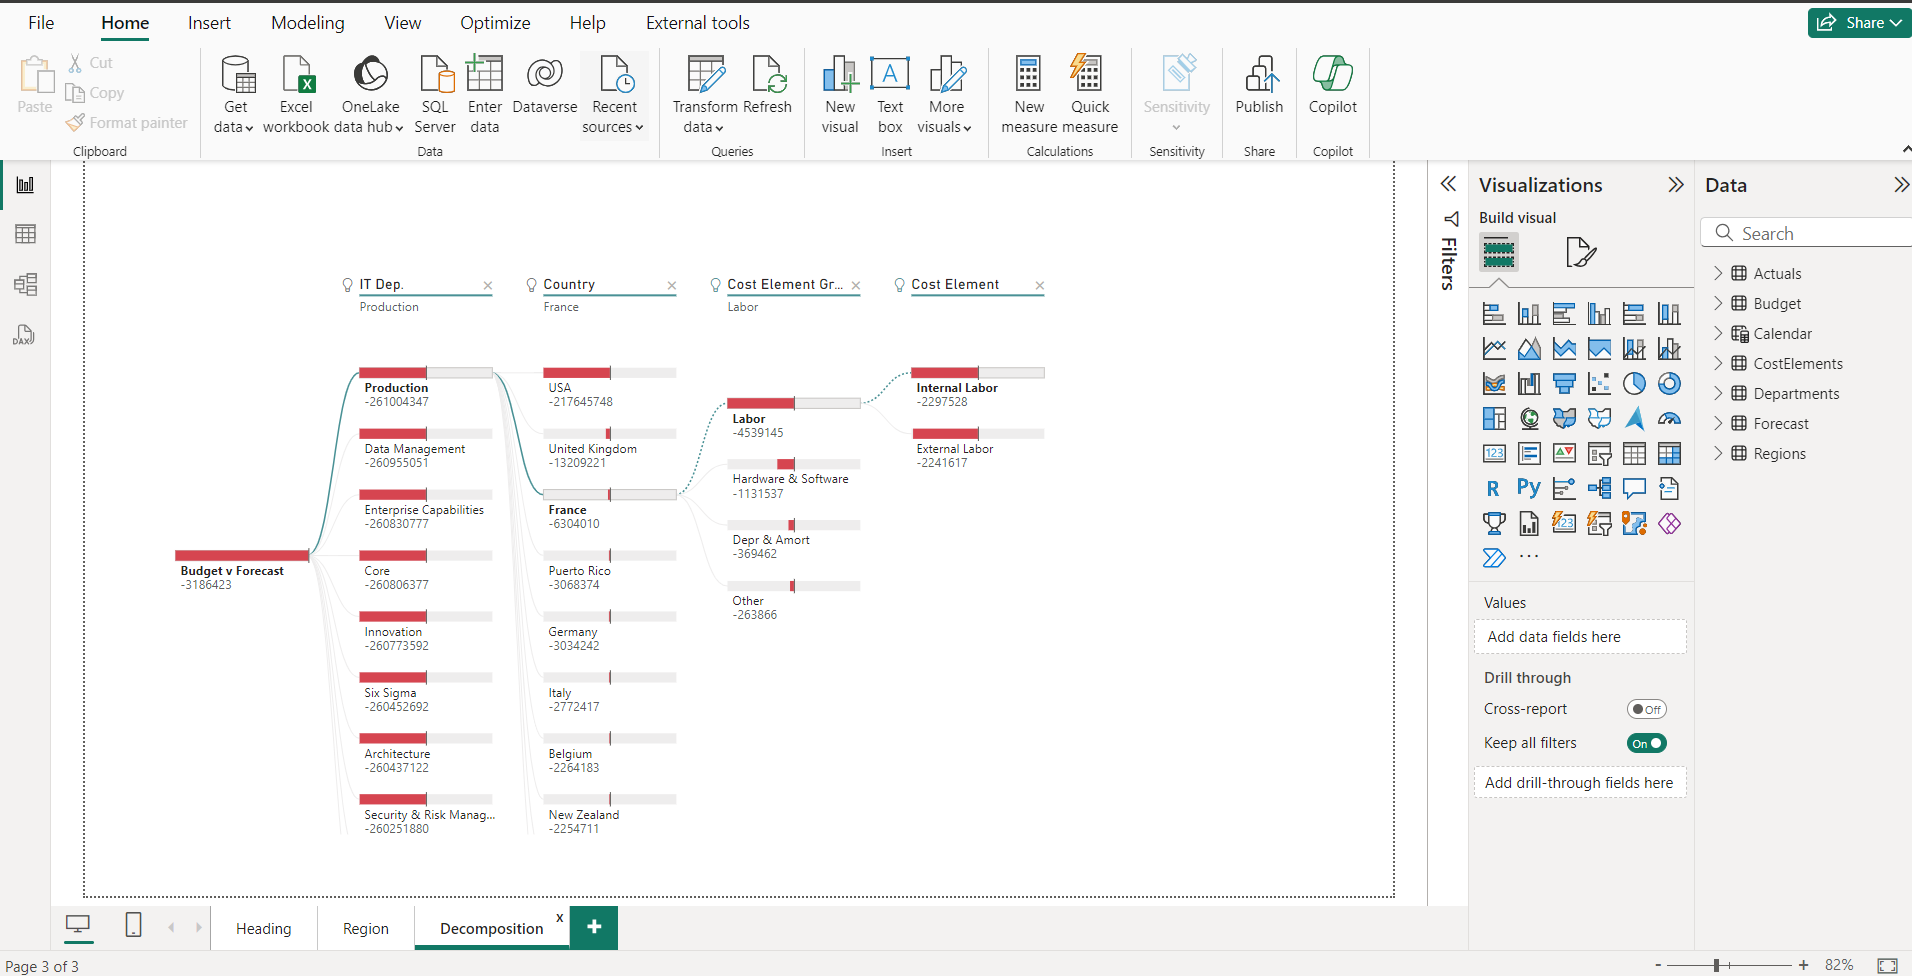 File Home Insert Modeling View Optimize Help External tools Share
Paste
Cut
Copy
Format painter
Clipboard
Get data
Excel workbook
OneLake data hub
SQL Server
Enter data
Dataverse
Recent sources
Data
Transform data
Refresh
Queries
New visual
Text box
More visuals
Insert
New measure
Quick measure
Calculations
Sensitivity
Sensitivity
Publish
Share
Copilot
Copilot
IT Dep.
Production
Country
France
Cost Element Gr...
Labor
Cost Element
Budget v Forecast
-3186423
Production
-261004347
Data Management
-260955051
Enterprise Capabilities
-260830777
Core
-260806377
Innovation
-260773592
Six Sigma
-260452692
Architecture
-260437122
Security & Risk Manag...
-260251880
USA
-217645748
United Kingdom
-13209221
France
-6304010
Puerto Rico
-3068374
Germany
-3034242
Italy
-2772417
Belgium
-2264183
New Zealand
-2254711
Labor
-4539145
Hardware & Software
-1131537
Depr & Amort
-369462
Other
-263866
Internal Labor
-2297528
External Labor
-2241617
Filters
Visualizations
Build visual
123
R
Py
123
Values
Add data fields here
Drill through
Cross-report
Off
Keep all filters
On
Add drill-through fields here
Data
Search
Actuals
Budget
Calendar
CostElements
Departments
Forecast
Regions
DAX
Heading Region Decomposition x +
Page 3 of 3
- + 82%